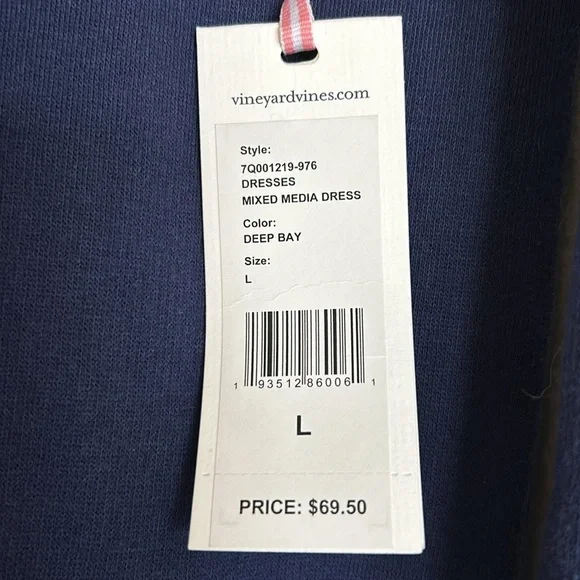 vineyardvines.com
Style:
7Q001219-976
DRESSES
MIXED MEDIA DRESS
Color:
DEEP BAY
Size:
L
1 93512 86006 1
L
PRICE: $69.50